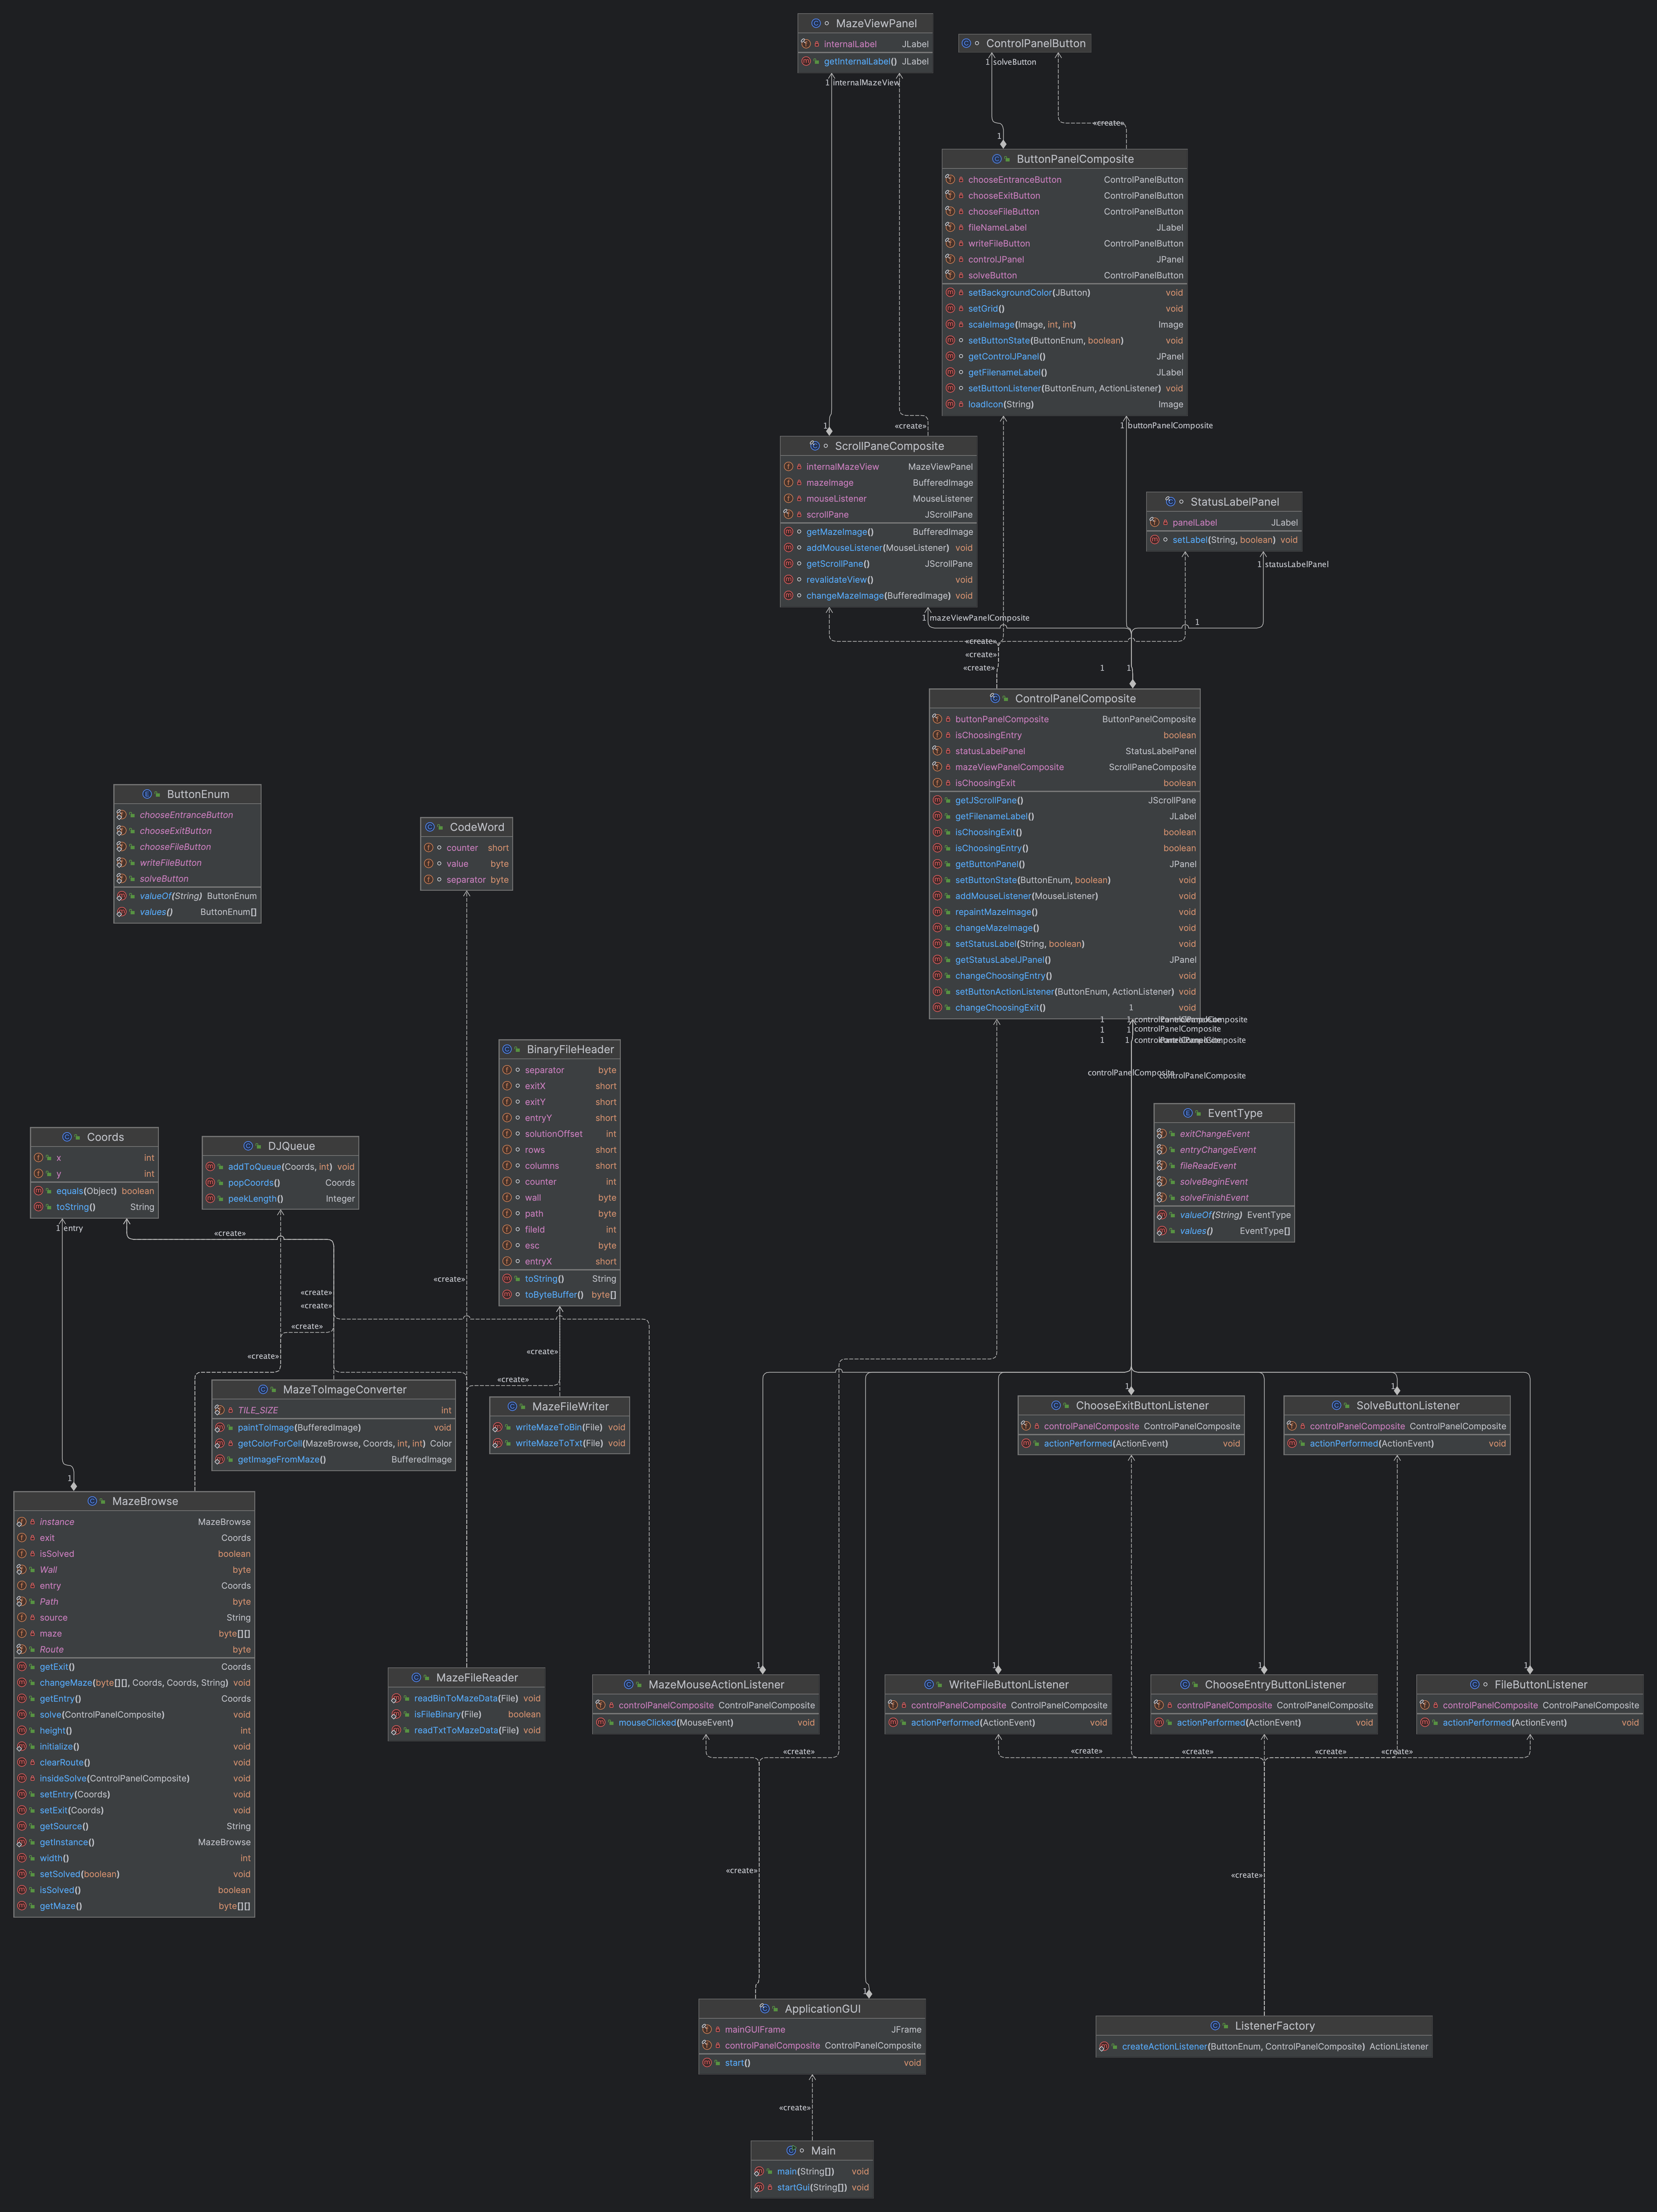 MazeViewPanel
internalLabel JLabel
getInternalLabel() JLabel
1 internalMazeView
ControlPanelButton
1 solveButton
«create»
1
ButtonPanelComposite
chooseEntranceButton ControlPanelButton
chooseExitButton ControlPanelButton
chooseFileButton ControlPanelButton
fileNameLabel JLabel
writeFileButton ControlPanelButton
controlJPanel JPanel
solveButton ControlPanelButton
setBackgroundColor(JButton) void
setGrid() void
scaleImage(Image, int, int) Image
setButtonState(ButtonEnum, boolean) void
getControlJPanel() JPanel
getFilenameLabel() JLabel
setButtonListener(ButtonEnum, ActionListener) void
loadIcon(String) Image
1 buttonPanelComposite
1
«create»
ScrollPaneComposite
internalMazeView MazeViewPanel
mazeImage BufferedImage
mouseListener MouseListener
scrollPane JScrollPane
getMazeImage() BufferedImage
addMouseListener(MouseListener) void
getScrollPane() JScrollPane
revalidateView() void
changeMazeImage(BufferedImage) void
1 mazeViewPanelComposite
StatusLabelPanel
panelLabel JLabel
setLabel(String, boolean) void
1 statusLabelPanel
1
«create»
«create»
«create»
1
1
ControlPanelComposite
buttonPanelComposite ButtonPanelComposite
isChoosingEntry boolean
statusLabelPanel StatusLabelPanel
mazeViewPanelComposite ScrollPaneComposite
isChoosingExit boolean
getJScrollPane() JScrollPane
getFilenameLabel() JLabel
isChoosingExit() boolean
isChoosingEntry() boolean
getButtonPanel() JPanel
setButtonState(ButtonEnum, boolean) void
addMouseListener(MouseListener) void
repaintMazeImage() void
changeMazeImage() void
setStatusLabel(String, boolean) void
getStatusLabelJPanel() JPanel
changeChoosingEntry() void
setButtonActionListener(ButtonEnum, ActionListener) void
changeChoosingExit() void
1
1 1
1 1 controlPanelComposite
1 1
controlPanelComposite
ButtonEnum
chooseEntranceButton
chooseExitButton
chooseFileButton
writeFileButton
solveButton
valueOf(String) ButtonEnum
values() ButtonEnum[]
CodeWord
counter short
value byte
separator byte
BinaryFileHeader
separator byte
exitX short
exitY short
entryY short
solutionOffset int
rows short
columns short
counter int
wall byte
path byte
fileId int
esc byte
entryX short
toString() String
toByteBuffer() byte[]
EventType
exitChangeEvent
entryChangeEvent
fileReadEvent
solveBeginEvent
solveFinishEvent
valueOf(String) EventType
values() EventType[]
Coords
x int
y int
equals(Object) boolean
toString() String
1 entry
DJQueue
addToQueue(Coords, int) void
popCoords() Coords
peekLength() Integer
«create»
«create»
«create»
«create»
«create»
«create»
«create»
«create»
MazeToImageConverter
TILE_SIZE int
paintToImage(BufferedImage) void
getColorForCell(MazeBrowse, Coords, int, int) Color
getImageFromMaze() BufferedImage
MazeFileWriter
writeMazeToBin(File) void
writeMazeToTxt(File) void
1
ChooseExitButtonListener
controlPanelComposite ControlPanelComposite
actionPerformed(ActionEvent) void
1
SolveButtonListener
controlPanelComposite ControlPanelComposite
actionPerformed(ActionEvent) void
1
MazeBrowse
instance MazeBrowse
exit Coords
isSolved boolean
Wall byte
entry Coords
Path byte
source String
maze byte[][]
Route byte
getExit() Coords
changeMaze(byte[][], Coords, Coords, String) void
getEntry() Coords
solve(ControlPanelComposite) void
height() int
initialize() void
clearRoute() void
insideSolve(ControlPanelComposite) void
setEntry(Coords) void
setExit(Coords) void
getSource() String
getInstance() MazeBrowse
width() int
setSolved(boolean) void
isSolved() boolean
getMaze() byte[][]
MazeFileReader
readBinToMazeData(File) void
isFileBinary(File) boolean
readTxtToMazeData(File) void
1
MazeMouseActionListener
controlPanelComposite ControlPanelComposite
mouseClicked(MouseEvent) void
1
WriteFileButtonListener
controlPanelComposite ControlPanelComposite
actionPerformed(ActionEvent) void
1
ChooseEntryButtonListener
controlPanelComposite ControlPanelComposite
actionPerformed(ActionEvent) void
1
FileButtonListener
controlPanelComposite ControlPanelComposite
actionPerformed(ActionEvent) void
«create»
«create»
«create»
«create»
«create»
«create»
«create»
1
ApplicationGUI
mainGUIFrame JFrame
controlPanelComposite ControlPanelComposite
start() void
ListenerFactory
createActionListener(ButtonEnum, ControlPanelComposite) ActionListener
«create»
Main
main(String[]) void
startGui(String[]) void